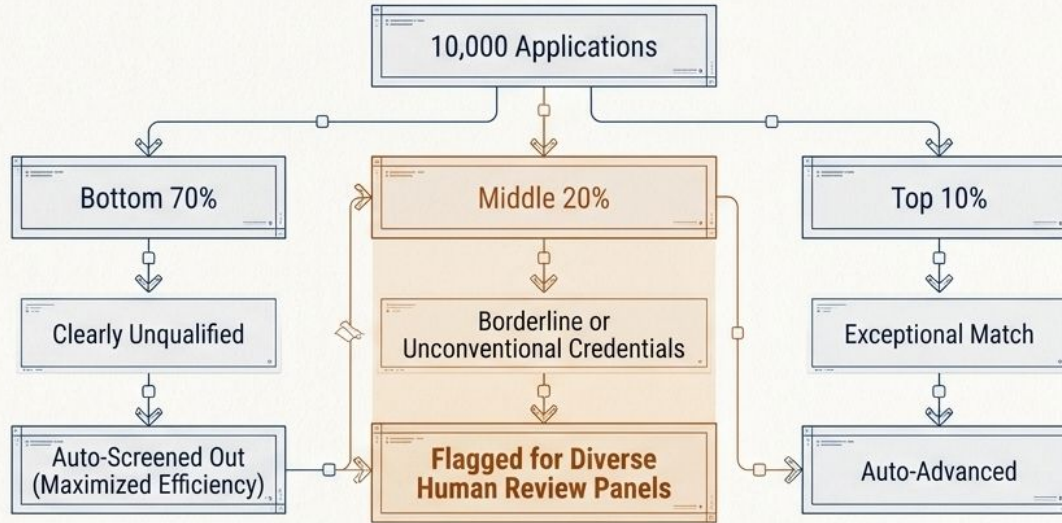 10,000 Applications
Bottom 70%
Middle 20%
Top 10%
Clearly Unqualified
Borderline or
Unconventional Credentials
Exceptional Match
Auto-Screened Out
(Maximized Efficiency)
Flagged for Diverse
Human Review Panels
Auto-Advanced